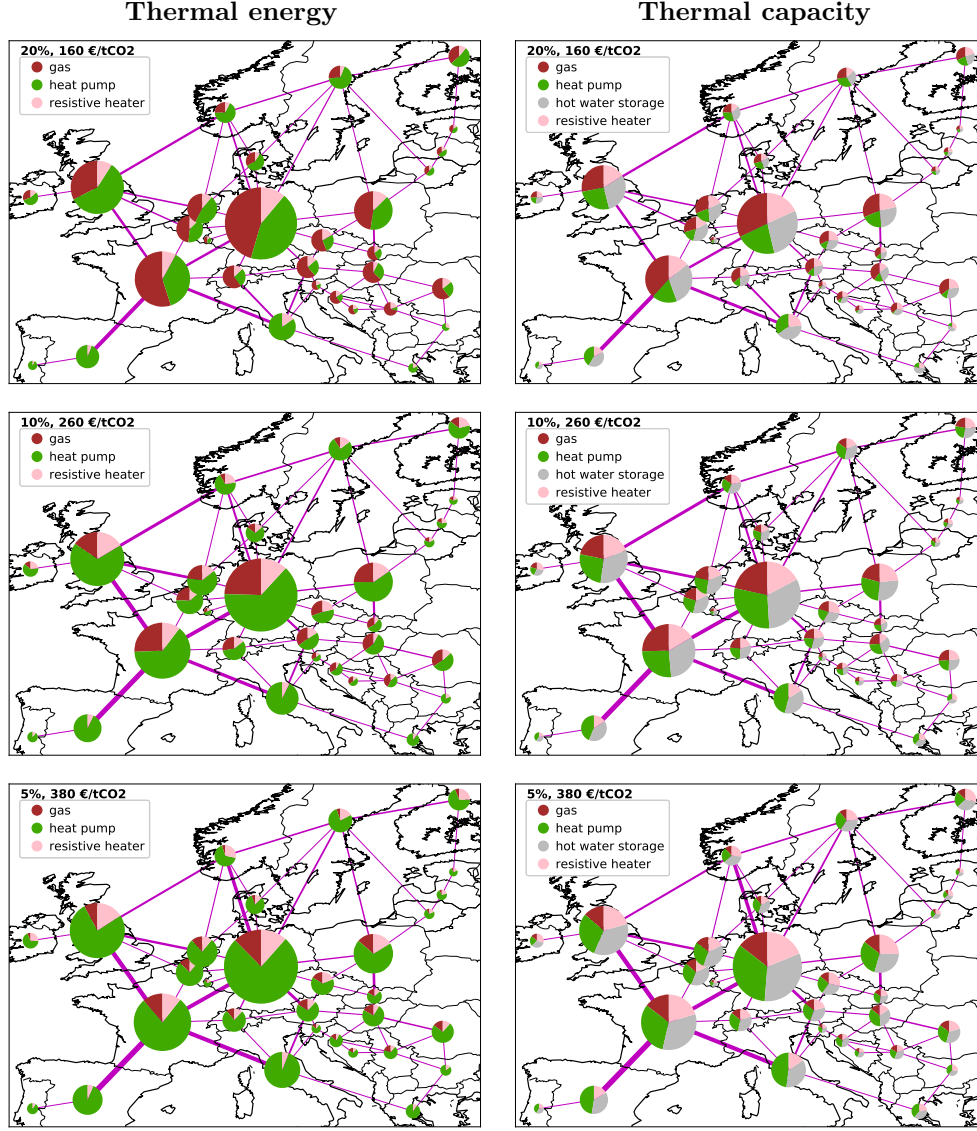 Thermal energy
Thermal capacity
20%, 160 €/tCO2
gas
heat pump
resistive heater
20%, 160 €/tCO2
gas
heat pump
hot water storage
resistive heater
10%, 260 €/tCO2
gas
heat pump
resistive heater
10%, 260 €/tCO2
gas
heat pump
hot water storage
resistive heater
5%, 380 €/tCO2
gas
heat pump
resistive heater
5%, 380 €/tCO2
gas
heat pump
hot water storage
resistive heater